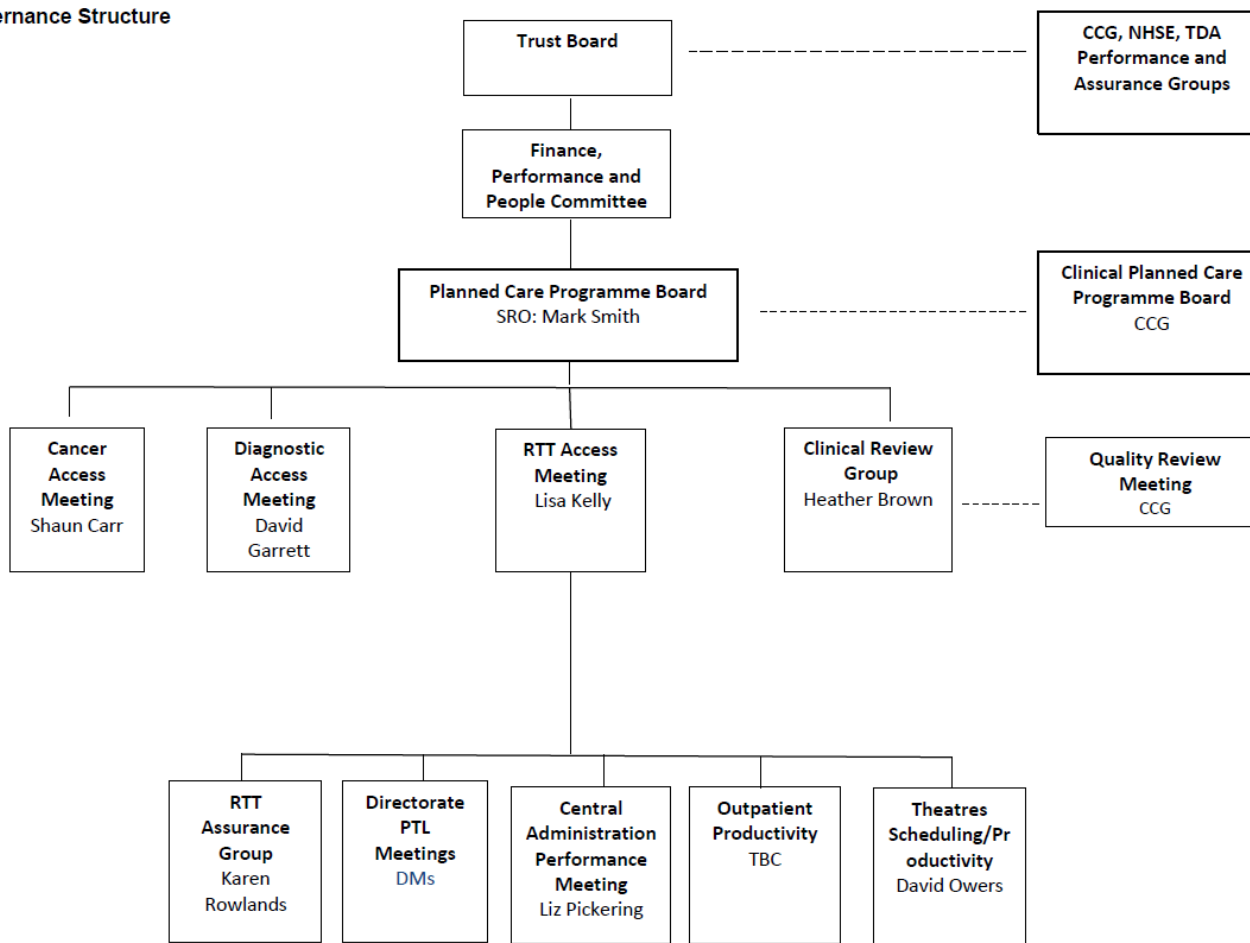 ernance Structure
Trust Board
CCG, NHSE, TDA
Performance and
Assurance Groups
Finance,
Performance and
People Committee
Planned Care Programme Board
SRO: Mark Smith
Clinical Planned Care
Programme Board
CCG
Cancer
Access
Meeting
Shaun Carr
Diagnostic
Access
Meeting
David
Garrett
RTT Access
Meeting
Lisa Kelly
Clinical Review
Group
Heather Brown
Quality Review
Meeting
CCG
RTT
Assurance
Group
Karen
Rowlands
Directorate
PTL
Meetings
DMs
Central
Administration
Performance
Meeting
Liz Pickering
Outpatient
Productivity
TBC
Theatres
Scheduling/Pr
oductivity
David Owers